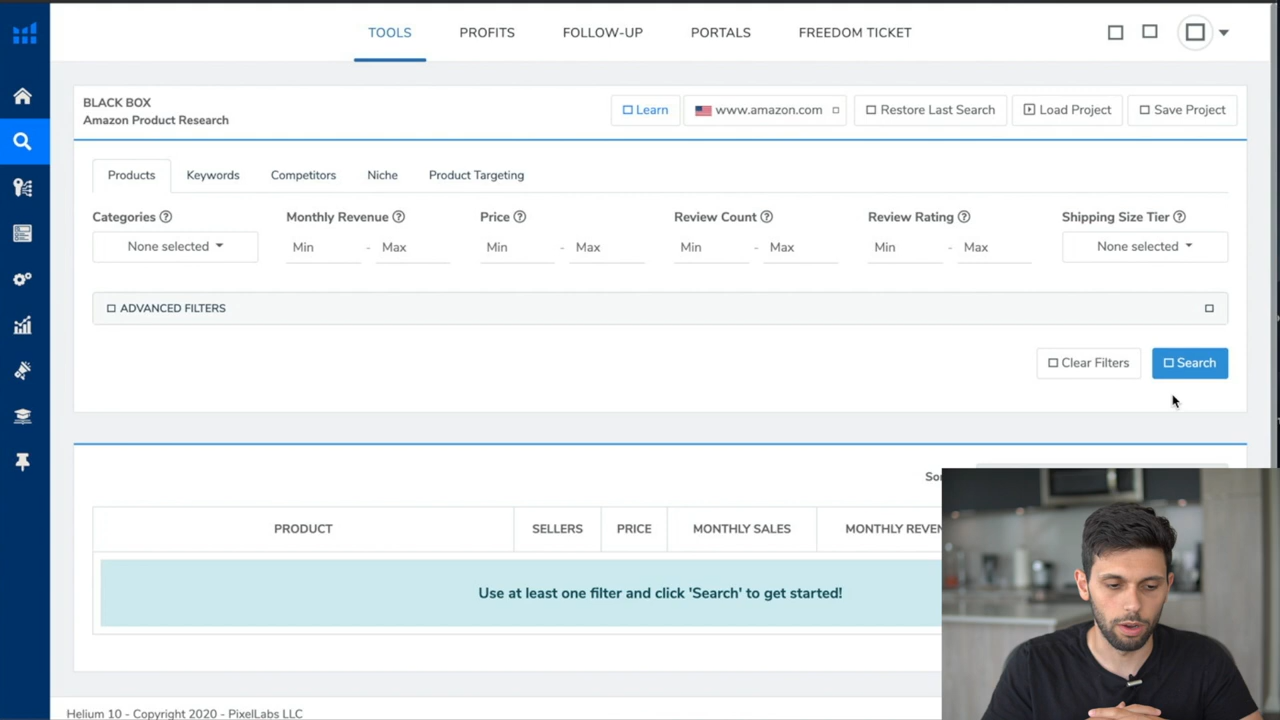 TOOLS PROFITS FOLLOW-UP PORTALS FREEDOM TICKET
BLACK BOX
Amazon Product Research
Learn www.amazon.com Restore Last Search Load Project Save Project
Products Keywords Competitors Niche Product Targeting
Categories Monthly Revenue Price Review Count Review Rating Shipping Size Tier
None selected Min - Max Min - Max Min - Max Min - Max None selected
ADVANCED FILTERS
Clear Filters Search
So
PRODUCT SELLERS PRICE MONTHLY SALES MONTHLY REVEN
Use at least one filter and click 'Search' to get started!
Helium 10 - Copyright 2020 - PixelLabs LLC